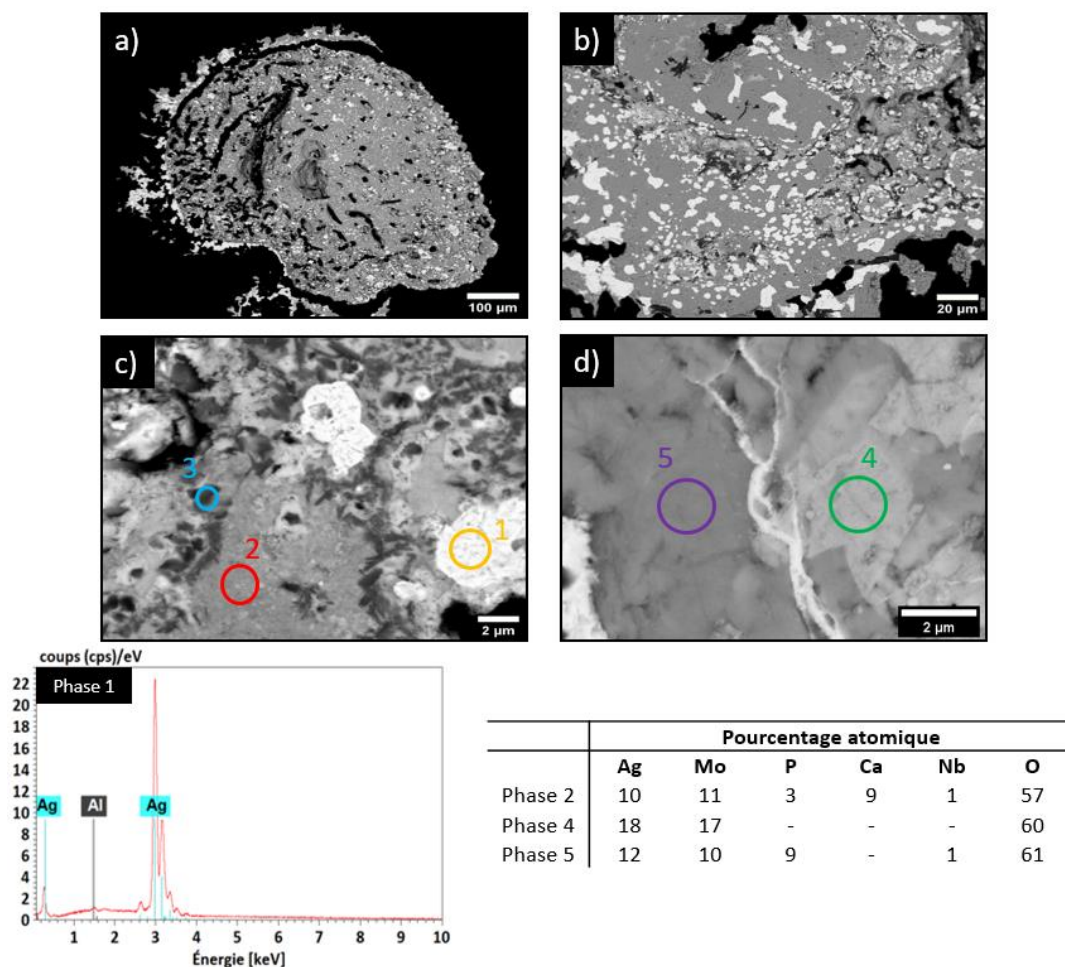 a)
100 µm
b)
20 µm
c)
3
2
1
2 µm
d)
5
4
2 µm
coups (cps)/eV
Phase 1
22
20
18
16
14
12
10
8
6
4
2
0
Ag
Al
Ag
1 2 3 4 5 6 7 8 9 10
Énergie [keV]
Pourcentage atomique
Ag Mo P Ca Nb O
Phase 2 10 11 3 9 1 57
Phase 4 18 17 - - - 60
Phase 5 12 10 9 - 1 61